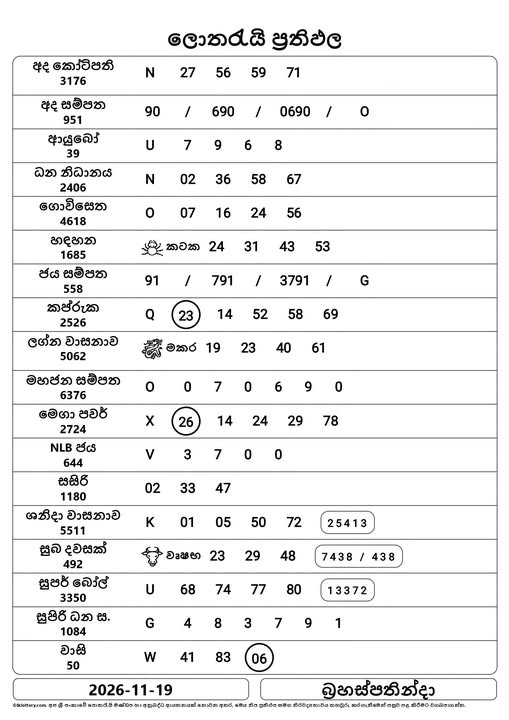 ලොතරැයි ප්‍රතිඵල
අද කෝටිපති
3176
N 27 56 59 71
අද සම්පත
951
90 / 690 / 0690 / O
ආයුබෝ
39
U 7 9 6 8
ධන නිධානය
2406
N 02 36 58 67
ගොවිසෙත
4618
O 07 16 24 56
හඳහන
1685
කටක 24 31 43 53
ජය සම්පත
558
91 / 791 / 3791 / G
කප්රුක
2526
Q 23 14 52 58 69
ලග්න වාසනාව
5062
මකර 19 23 40 61
මහජන සම්පත
6376
O 0 7 0 6 9 0
මෙගා පවර්
2724
X 26 14 24 29 78
NLB ජය
644
V 3 7 0 0
සසිරි
1180
02 33 47
ශනිදා වාසනාව
5511
K 01 05 50 72 25413
සුබ දවසක්
492
වෘෂභ 23 29 48 7438 / 438
සුපර් බෝල්
3350
U 68 74 77 80 13372
සුපිරි ධන ස.
1084
G 4 8 3 7 9 1
වාසි
50
W 41 83 06
2026-11-19
බ්‍රහස්පතින්දා